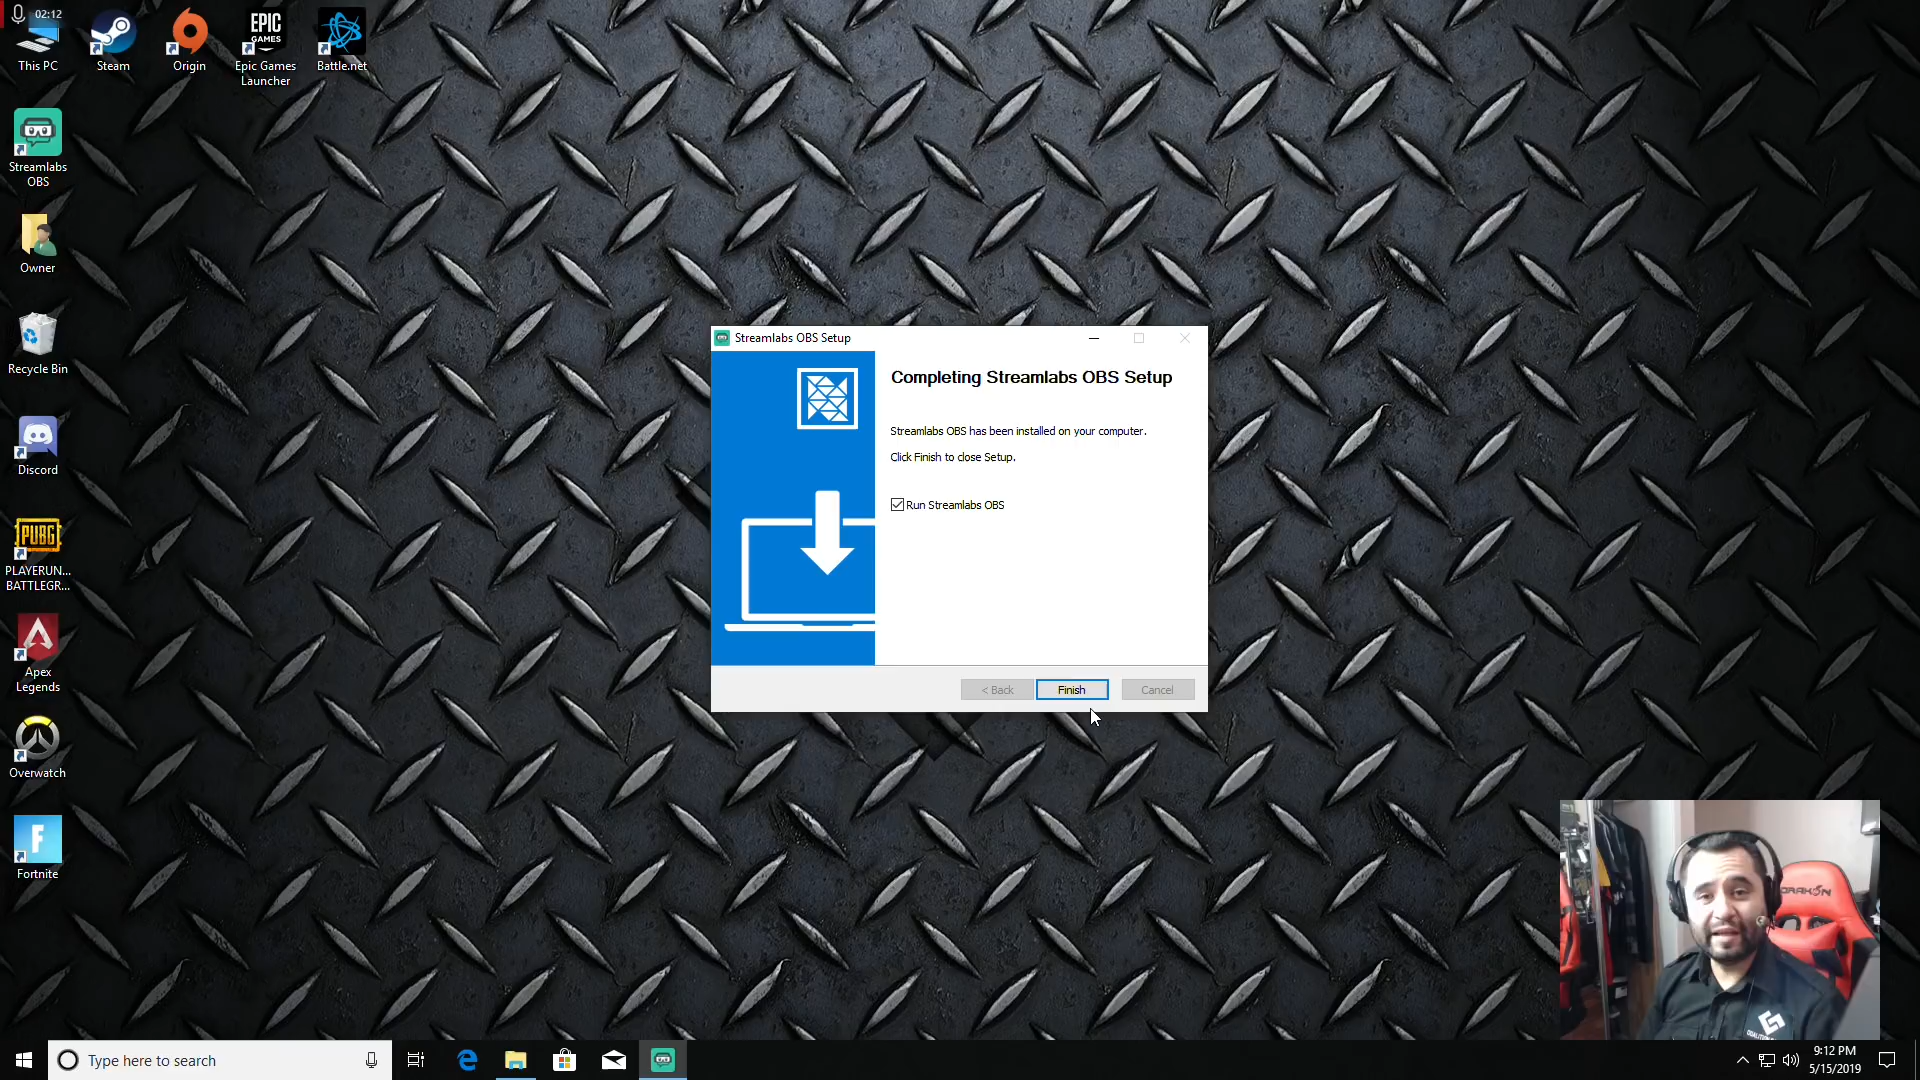 02:12
This PC
Steam
Origin
EPIC
GAMES
Epic Games
Launcher
Battle.net
Streamlabs
OBS
Owner
Recycle Bin
Discord
PUBG
PLAYERUN...
BATTLEGR...
Apex
Legends
Overwatch
F
Fortnite
Streamlabs OBS Setup
Completing Streamlabs OBS Setup
Streamlabs OBS has been installed on your computer.
Click Finish to close Setup.
Run Streamlabs OBS
< Back
Finish
Cancel
Type here to search
9:12 PM
5/15/2019